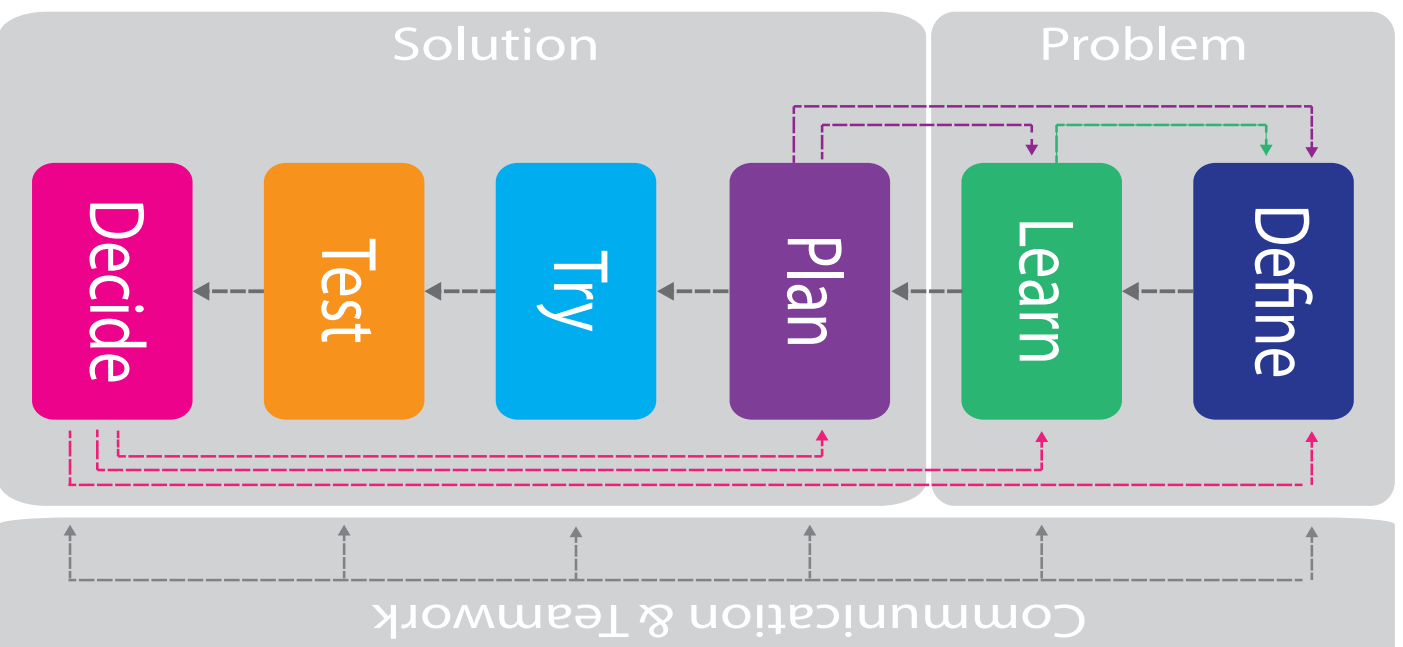 Solution
Problem
Decide
Test
Try
Plan
Learn
Define
Communication & Teamwork